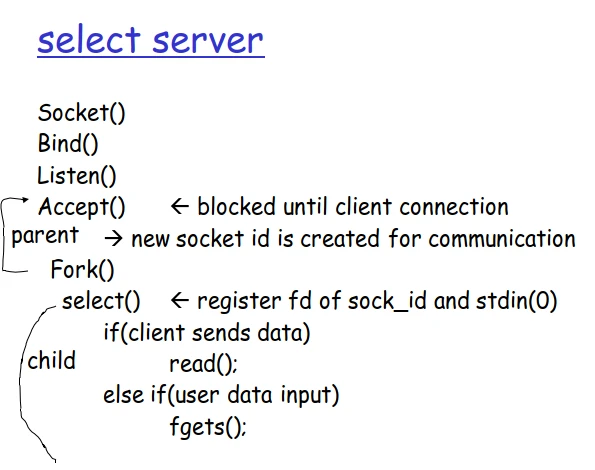 select server
Socket()
Bind()
Listen()
Accept() ← blocked until client connection
parent → new socket id is created for communication
Fork()
select() ← register fd of sock_id and stdin(0)
if(client sends data)
child read();
else if(user data input)
fgets();